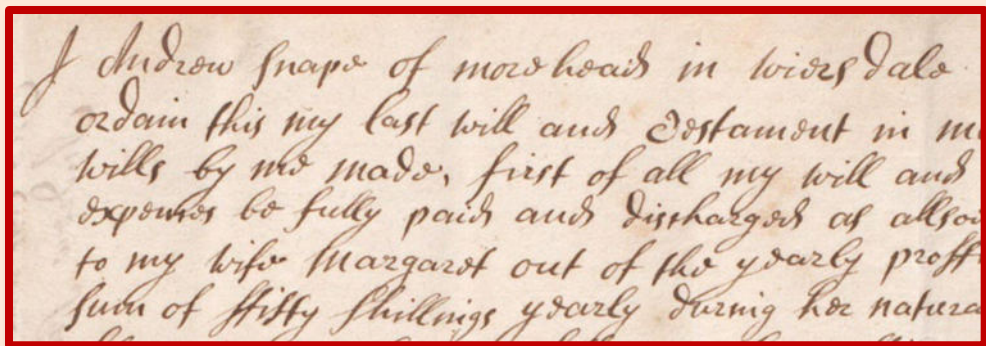 I Andrew Snape of morehead in wiersdale
ordain this my last will and Testament in m
wills by me made, first of all my will and
expenses be fully paid and discharged as allso
to my wife Margaret out of the yearly proff
sum of ffifty shillings yearly during her natura